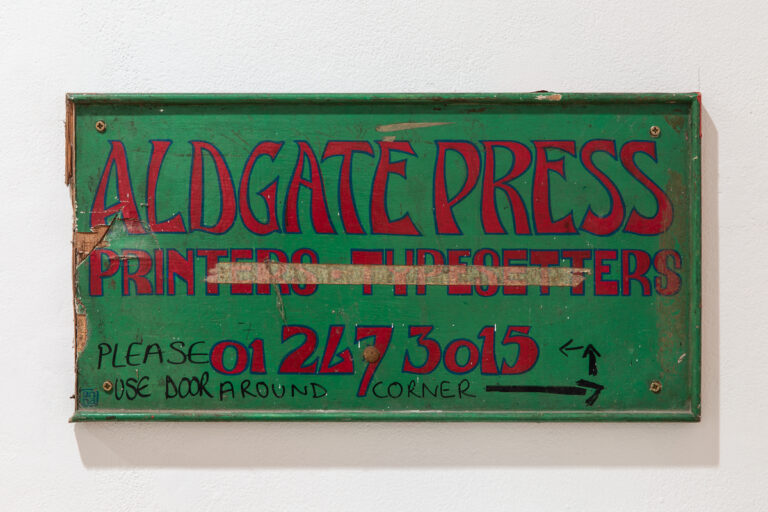 ALDGATE PRESS
PRINTERS TYPESETTERS
PLEASE 01 247 3015
USE DOOR AROUND CORNER